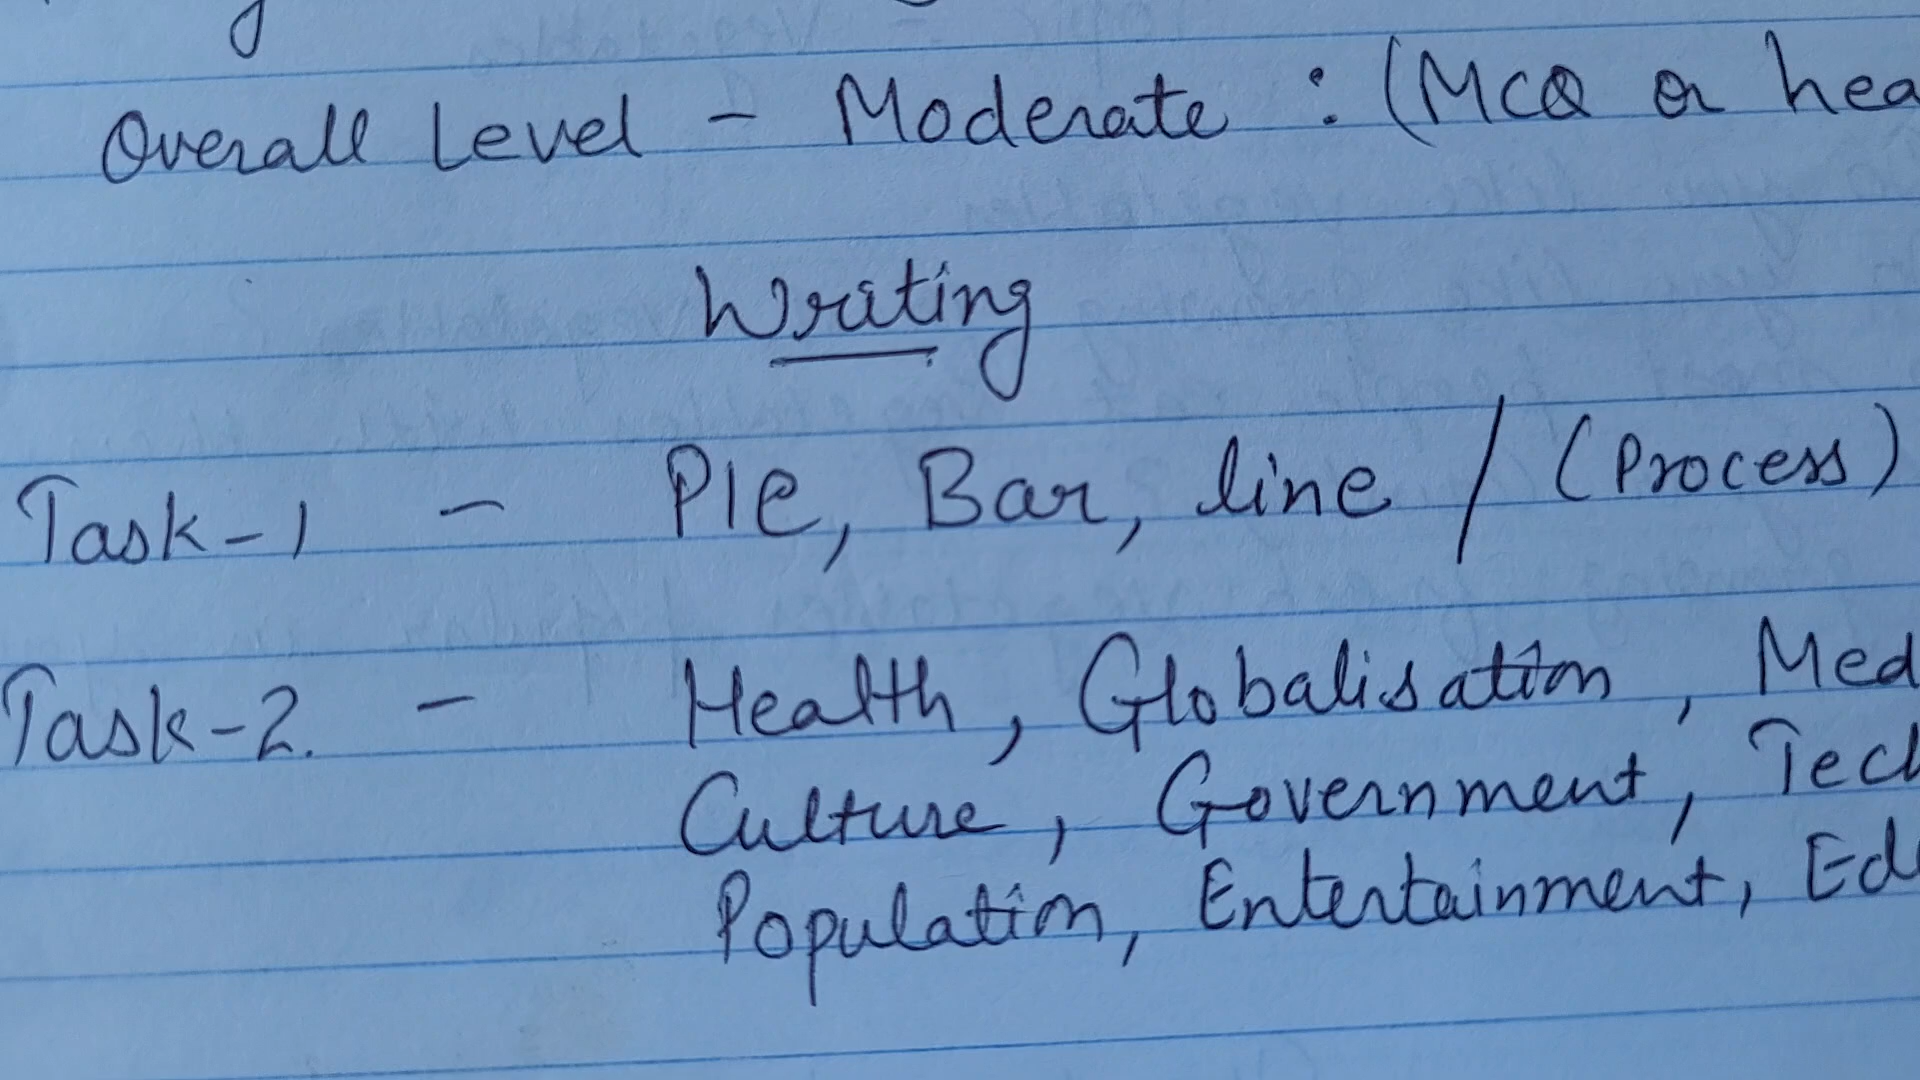 Overall Level - Moderate : (MCQ or hea
Writing
Task-1 - PIe, Bar, line / (Process)
Task-2. - Health, Globalisation, Med
Culture, Government, Tech
Population, Entertainment, Ed